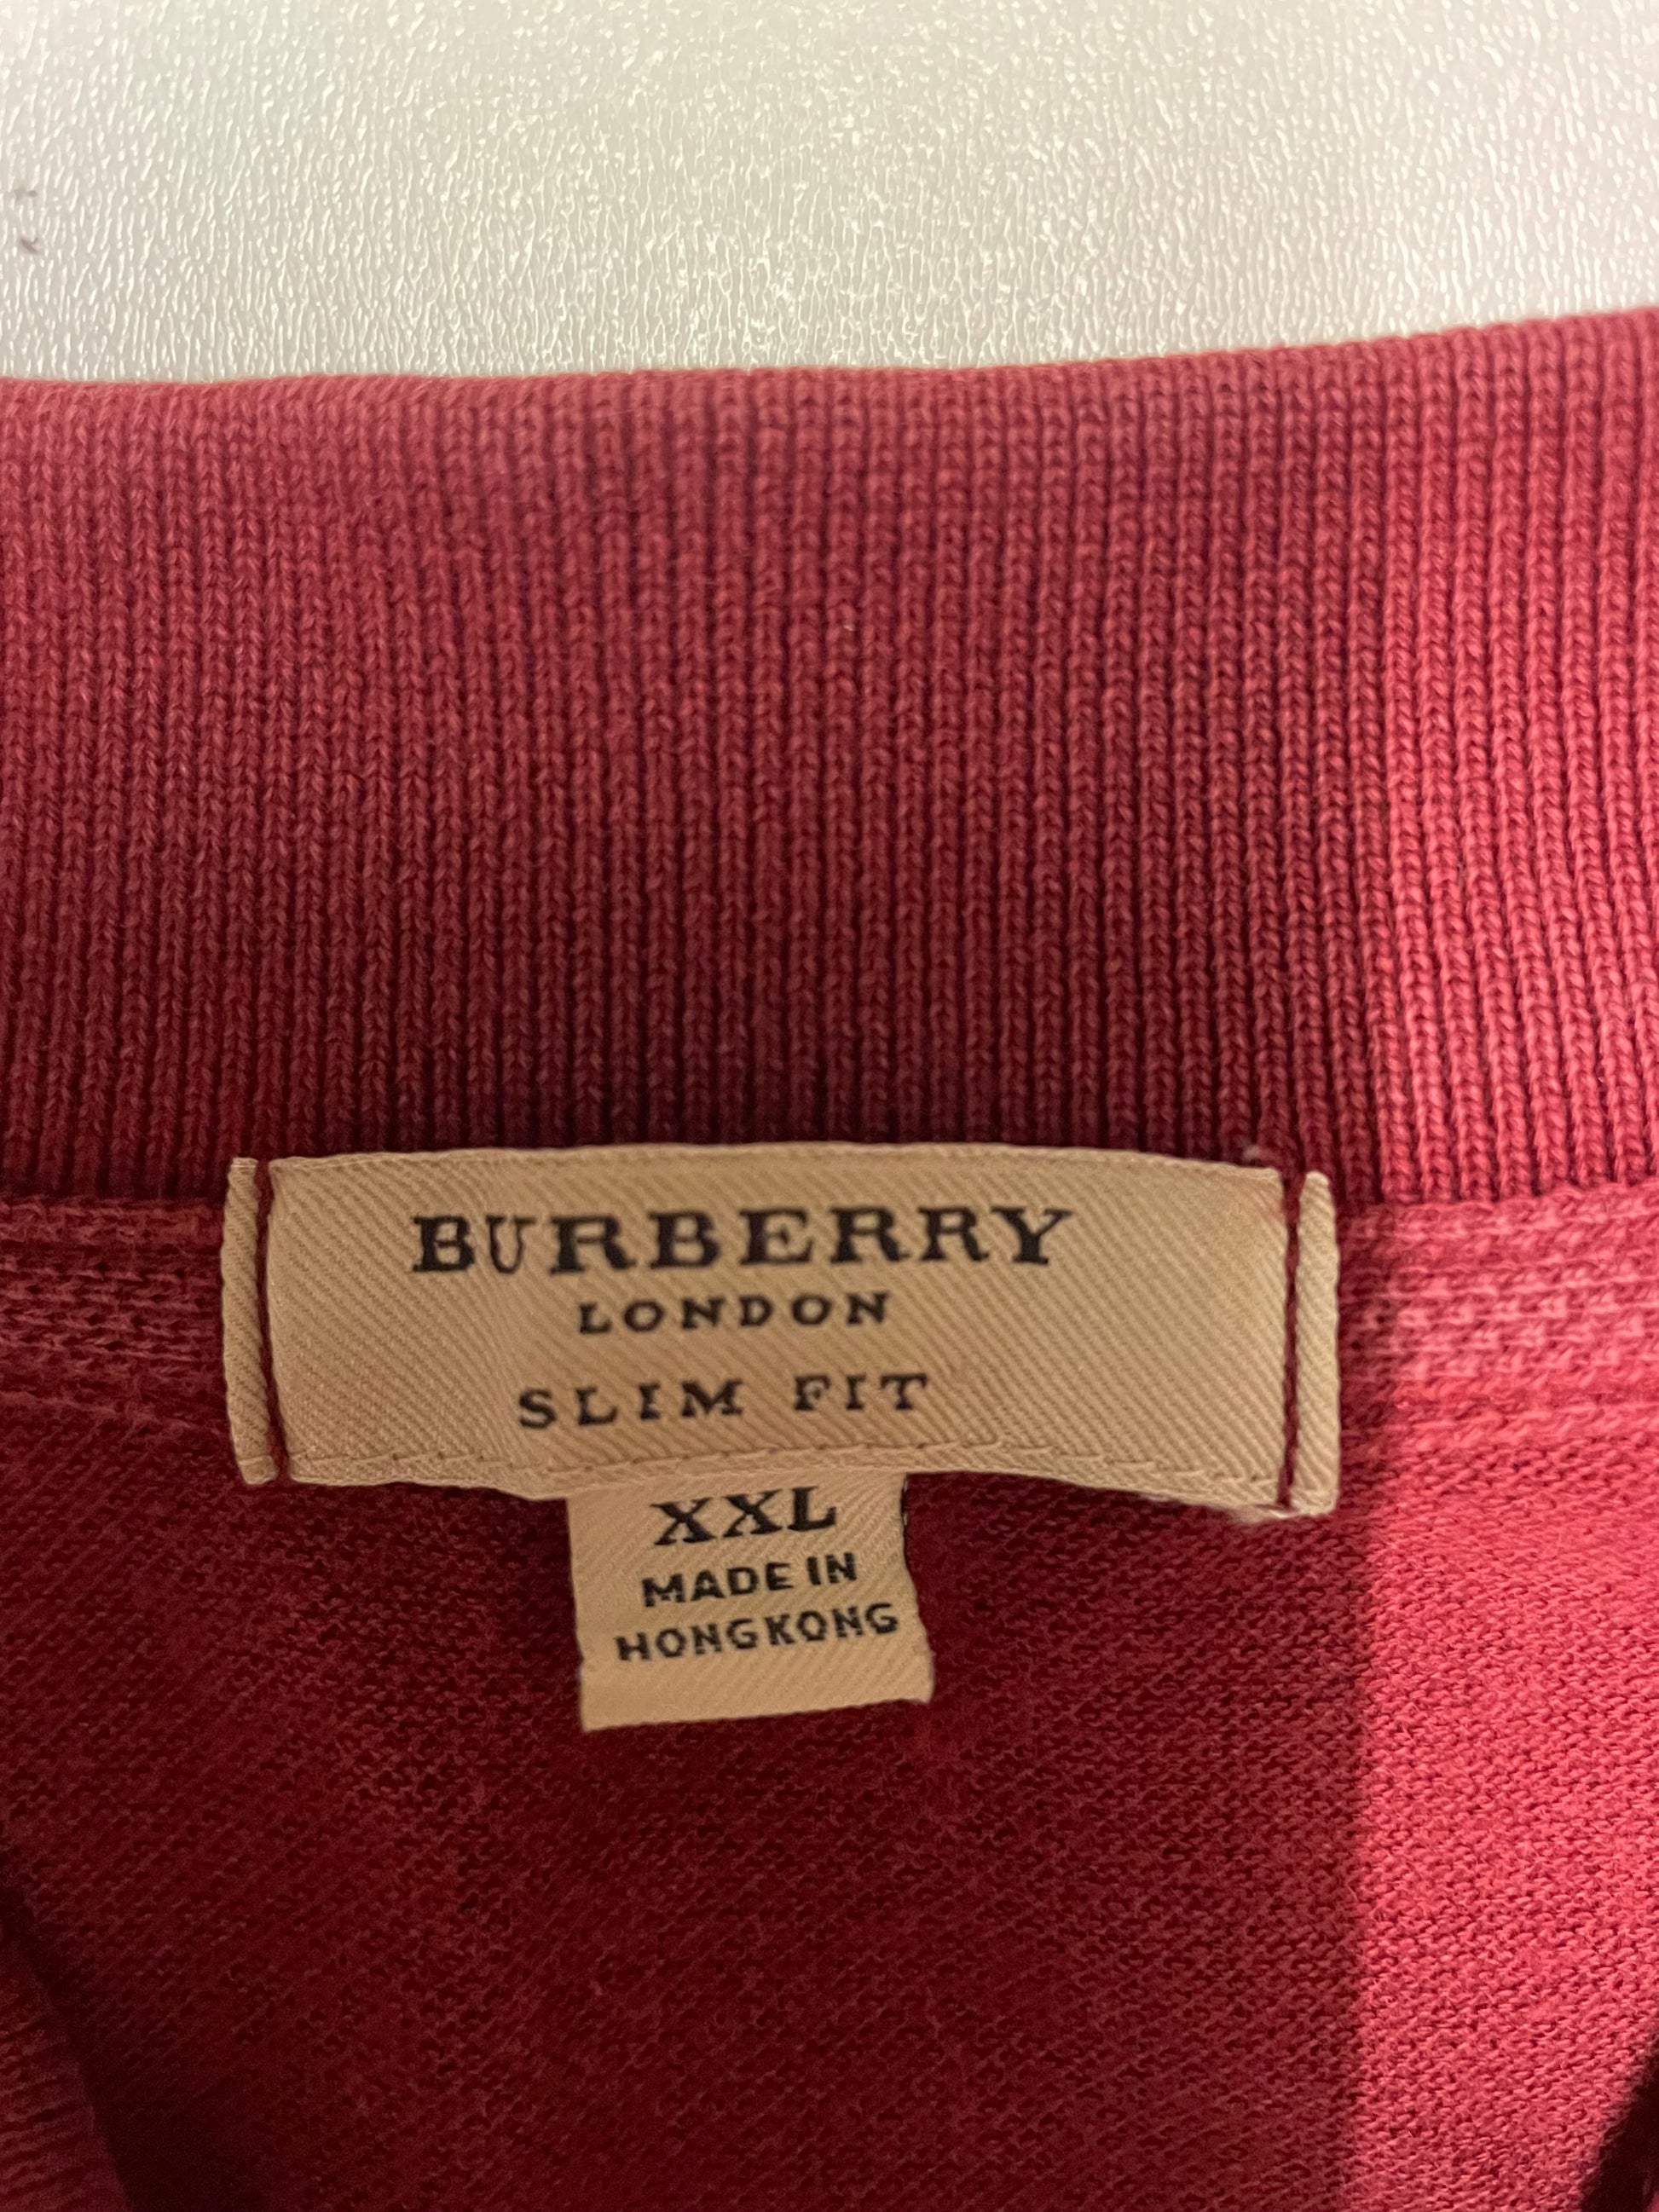 BURBERRY
LONDON
SLIM FIT
XXL
MADE IN
HONGKONG